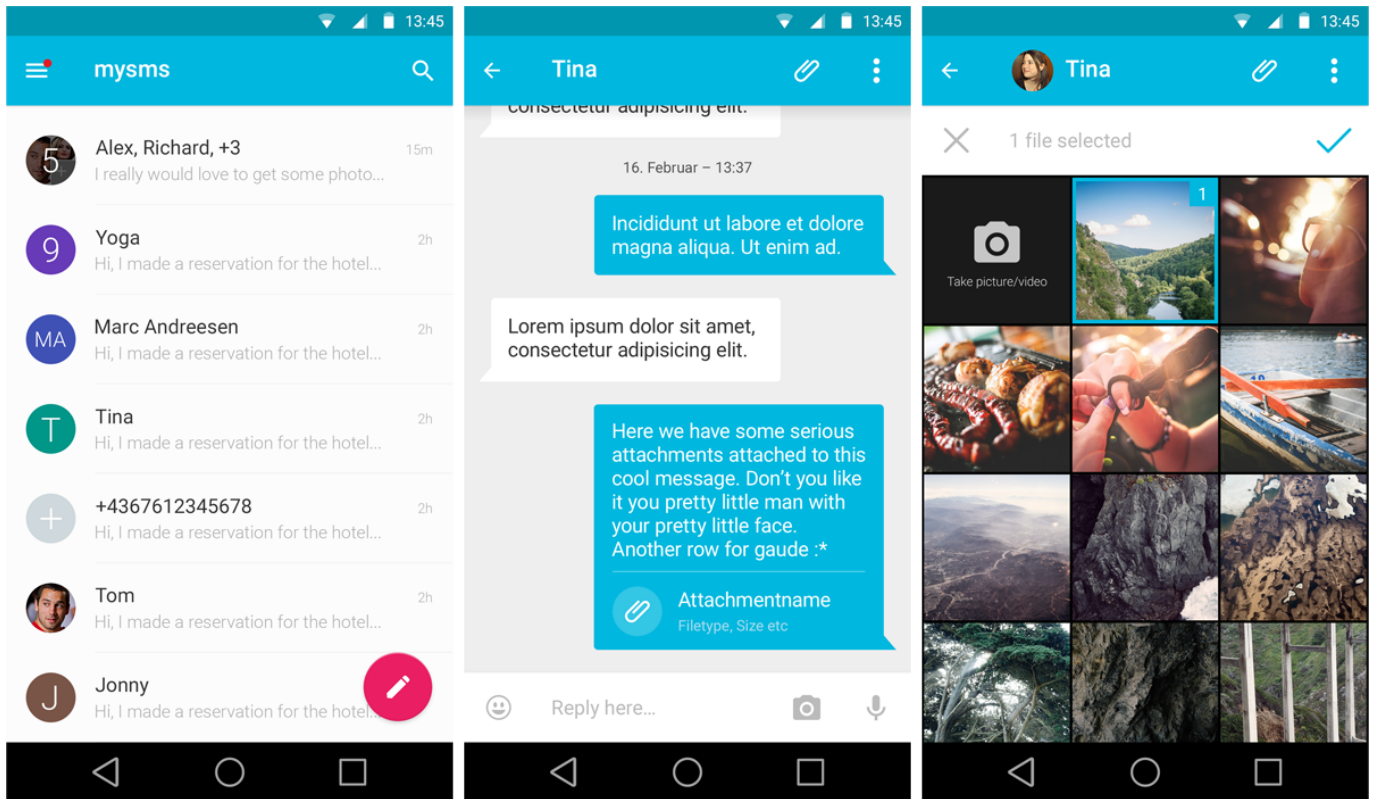 13:45
mysms
5
Alex, Richard, +3
15m
I really would love to get some photo...
9
Yoga
2h
Hi, I made a reservation for the hotel...
MA
Marc Andreesen
2h
Hi, I made a reservation for the hotel...
T
Tina
2h
Hi, I made a reservation for the hotel...
+4367612345678
2h
Hi, I made a reservation for the hotel...
Tom
2h
Hi, I made a reservation for the hotel...
J
Jonny
Hi, I made a reservation for the hotel...
13:45
Tina
consectetur adipisicing elit.
16. Februar – 13:37
Incididunt ut labore et dolore
magna aliqua. Ut enim ad.
Lorem ipsum dolor sit amet,
consectetur adipisicing elit.
Here we have some serious
attachments attached to this
cool message. Don’t you like
it you pretty little man with
your pretty little face.
Another row for gaude :*
Attachmentname
Filetype, Size etc
Reply here...
13:45
Tina
1 file selected
1
Take picture/video